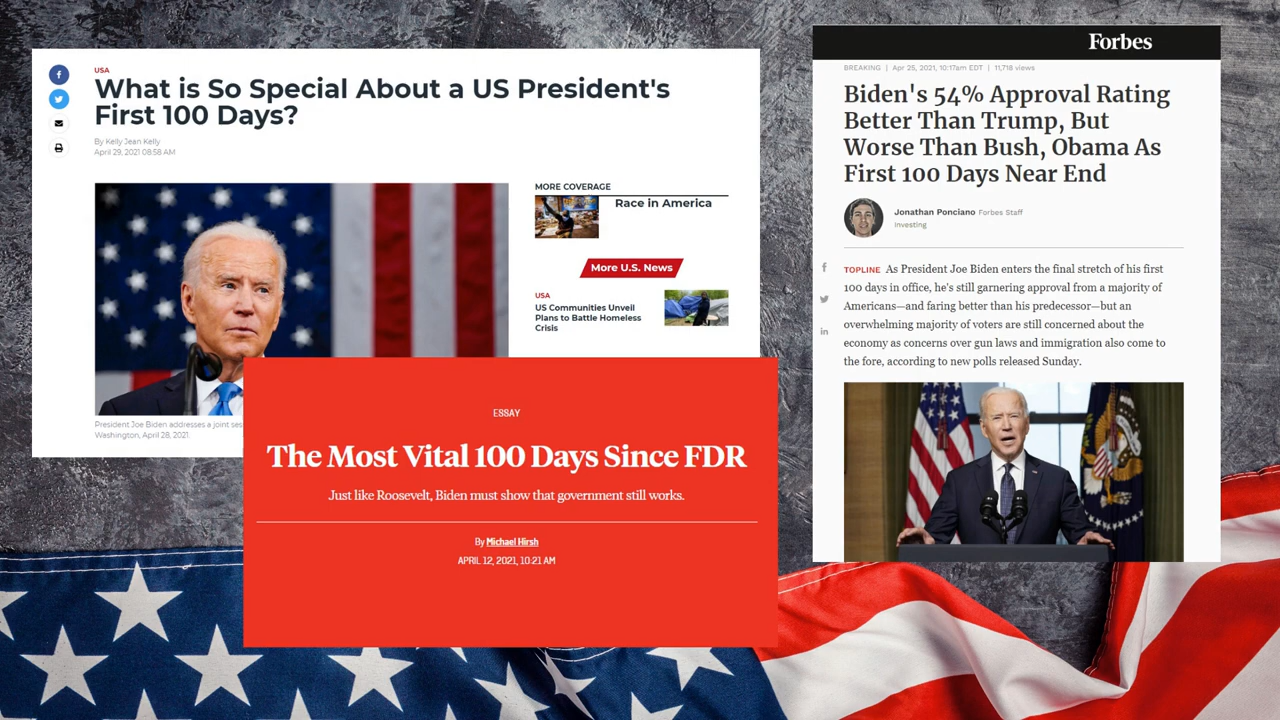 USA
What is So Special About a US President's
First 100 Days?
By Kelly Jean Kelly
April 29, 2021 08:58 AM
MORE COVERAGE
Race in America
More U.S. News
USA
US Communities Unveil
Plans to Battle Homeless
Crisis
President Joe Biden addresses a joint ses
Washington, April 28, 2021.
ESSAY
The Most Vital 100 Days Since FDR
Just like Roosevelt, Biden must show that government still works.
By Michael Hirsh
APRIL 12, 2021, 10:21 AM
Forbes
BREAKING | Apr 25, 2021, 10:17am EDT | 11,718 views
Biden's 54% Approval Rating
Better Than Trump, But
Worse Than Bush, Obama As
First 100 Days Near End
Jonathan Ponciano Forbes Staff
Investing
TOPLINE As President Joe Biden enters the final stretch of his first
100 days in office, he's still garnering approval from a majority of
Americans—and faring better than his predecessor—but an
overwhelming majority of voters are still concerned about the
economy as concerns over gun laws and immigration also come to
the fore, according to new polls released Sunday.